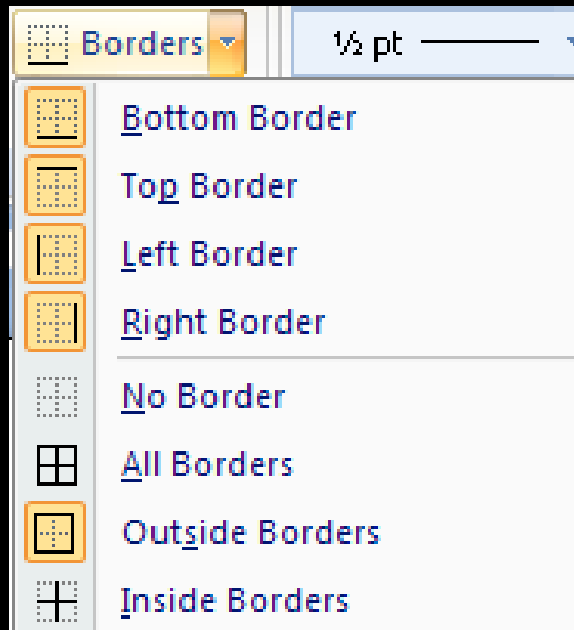 Borders ½ pt
Bottom Border
Top Border
Left Border
Right Border
No Border
All Borders
Outside Borders
Inside Borders